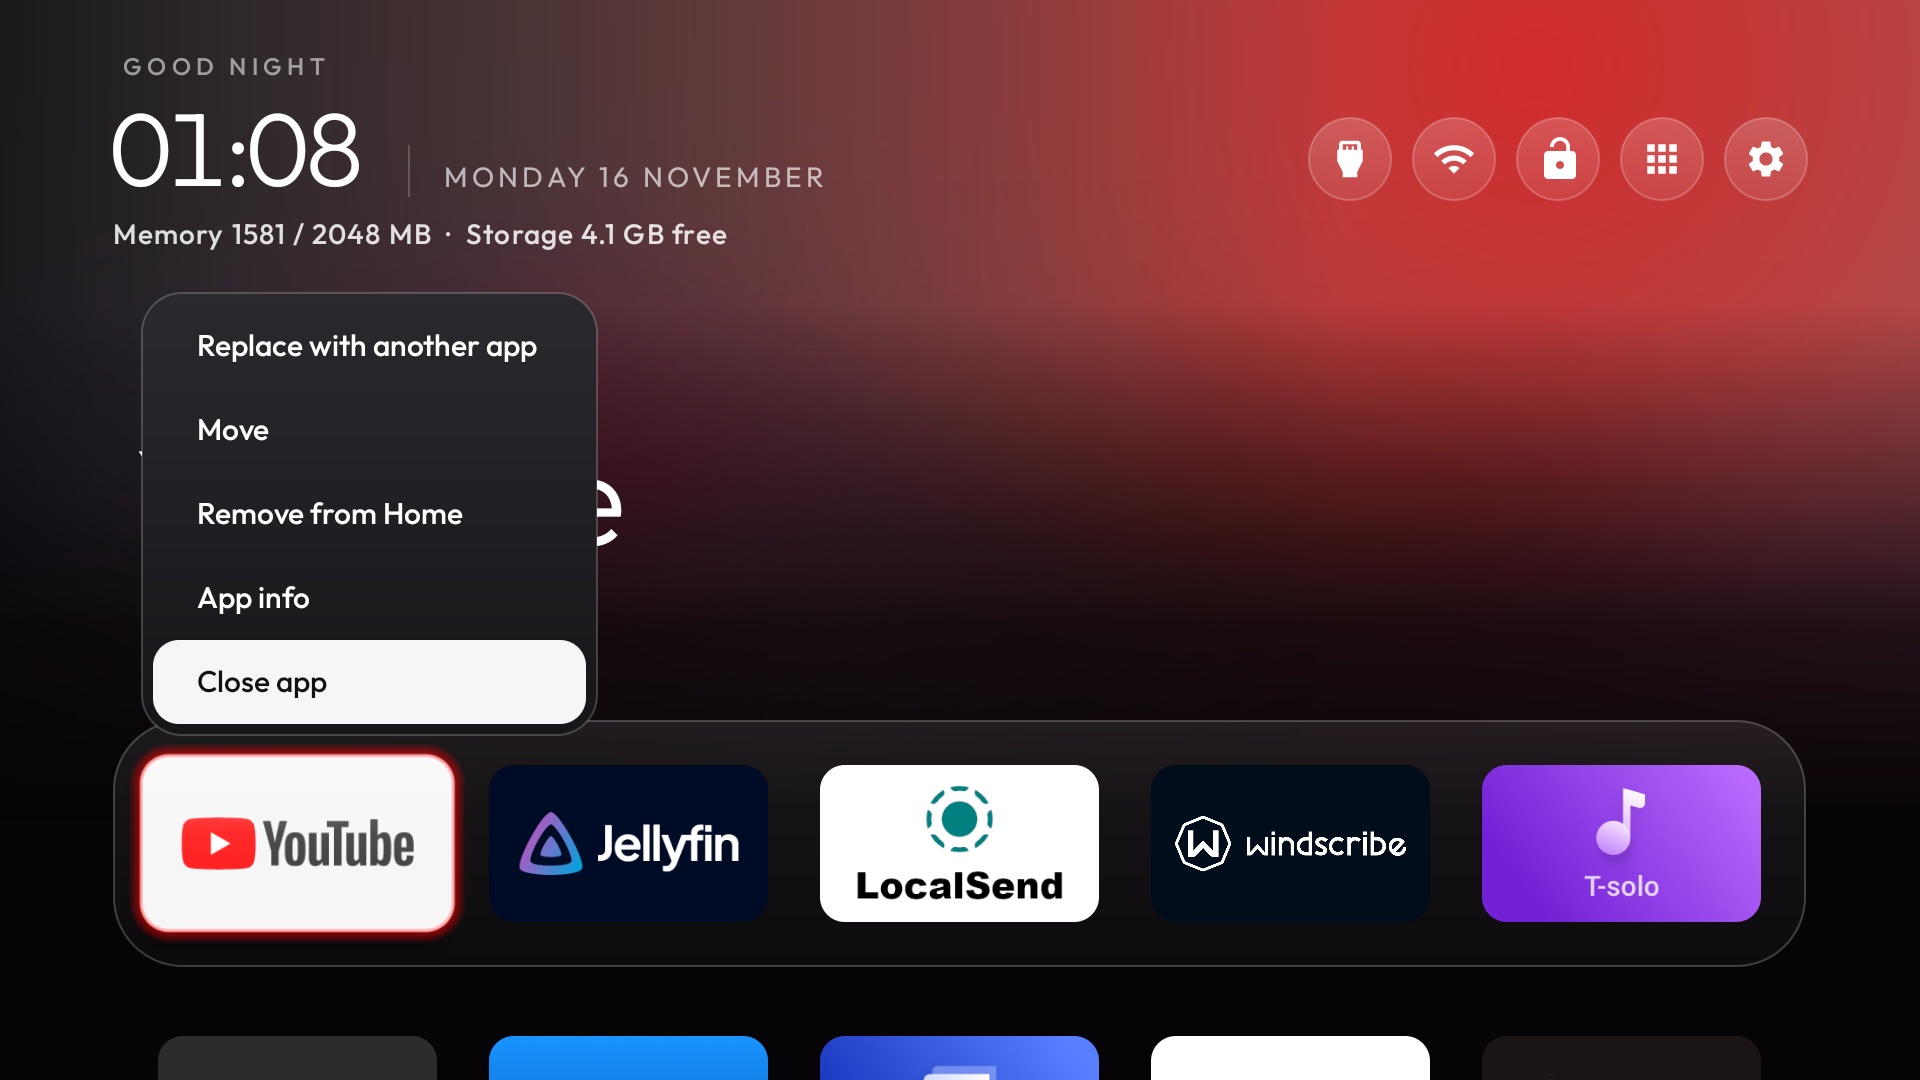 GOOD NIGHT
01:08
MONDAY 16 NOVEMBER
Memory 1581 / 2048 MB · Storage 4.1 GB free
Replace with another app
Move
Remove from Home
App info
Close app
e
YouTube
Jellyfin
LocalSend
windscribe
T-solo